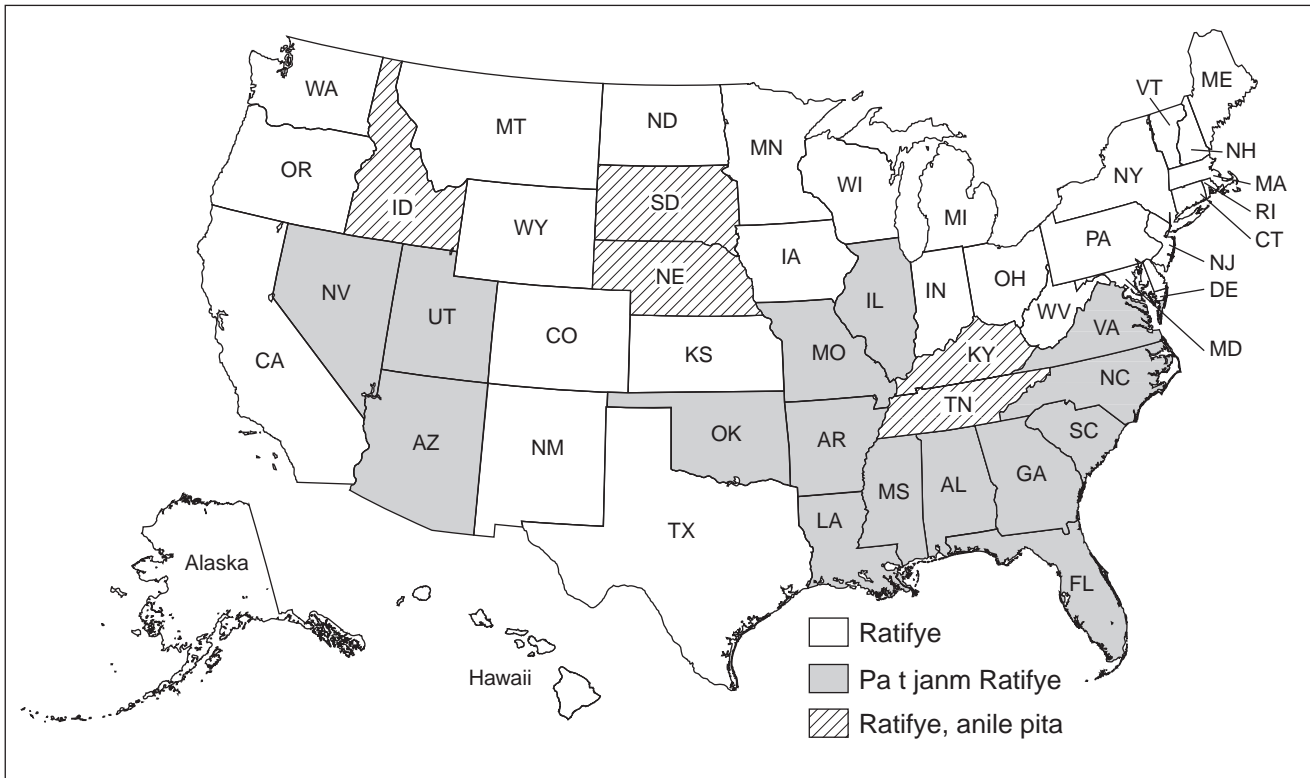 WA
MT
ND
MN
VT
ME
OR
ID
SD
WI
NY
NH
MA
WY
MI
RI
NE
IA
PA
CT
NV
UT
CO
IL
IN
OH
NJ
DE
CA
KS
MO
WV
VA
MD
KY
AZ
NM
OK
AR
TN
NC
SC
MS
AL
GA
TX
LA
FL
Alaska
Hawaii
Ratifye
Pa t janm Ratifye
Ratifye, anile pita